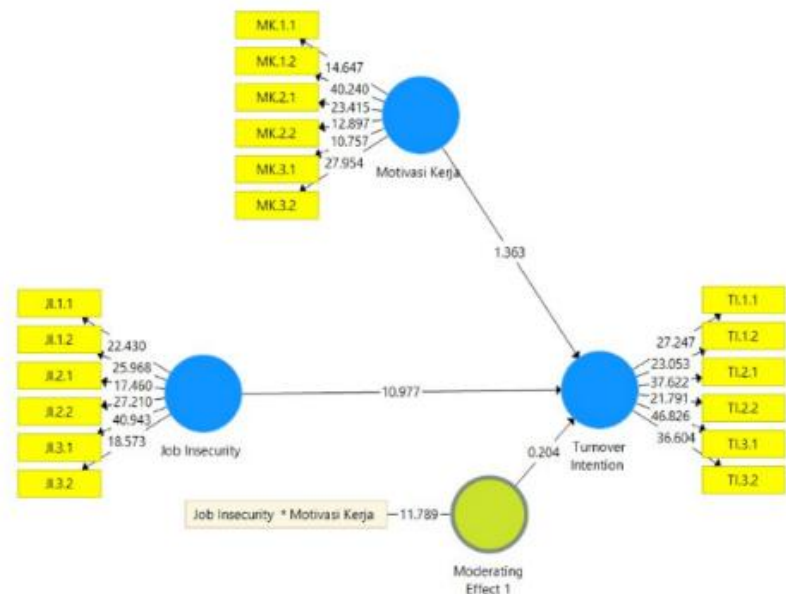 MK.1.1
MK.1.2
MK.2.1
MK.2.2
MK.3.1
MK.3.2
14.647
40.240
23.415
12.897
10.757
27.954
Motivasi Kerja
1.363
JI.1.1
JI.1.2
JI.2.1
JI.2.2
JI.3.1
JI.3.2
22.430
25.968
17.460
27.210
40.943
18.573
Job Insecurity
10.977
TI.1.1
TI.1.2
TI.2.1
TI.2.2
TI.3.1
TI.3.2
27.247
23.053
37.622
21.791
46.826
36.604
Turnover
Intention
0.204
Job Insecurity * Motivasi Kerja
11.789
Moderating
Effect 1